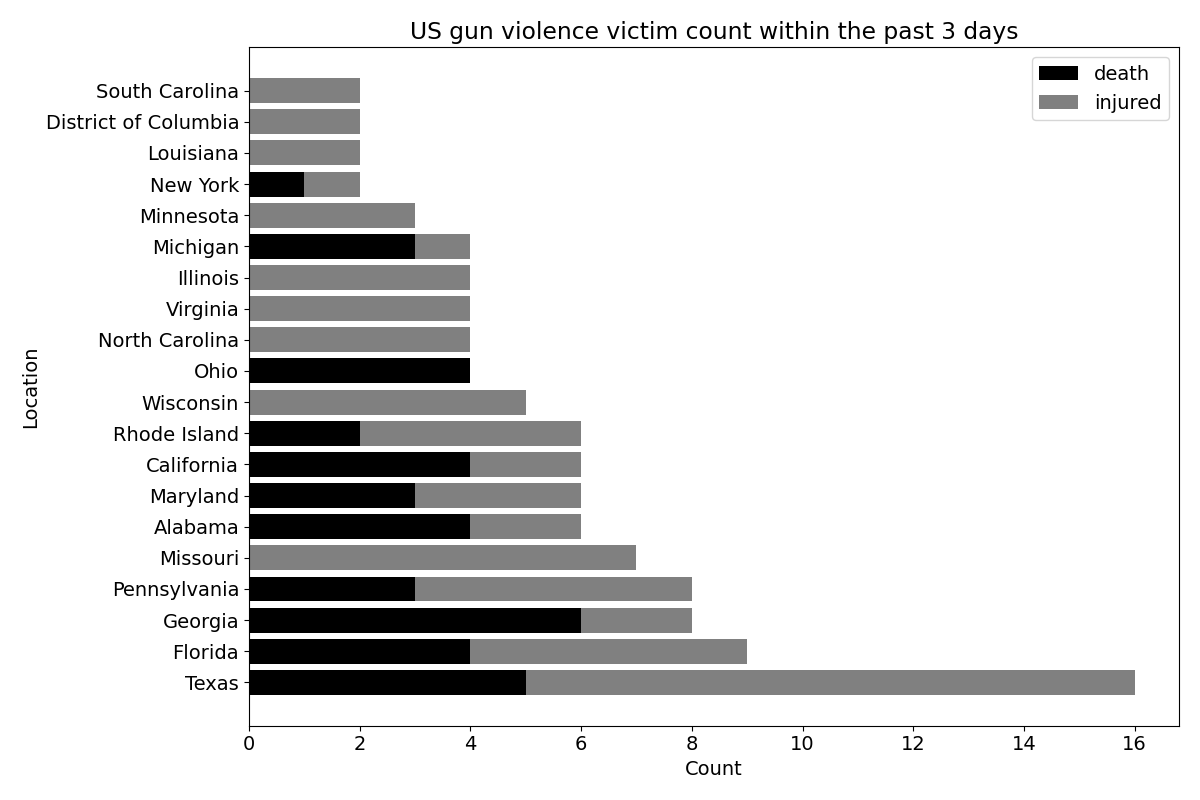 US gun violence victim count within the past 3 days
death
injured
South Carolina
District of Columbia
Louisiana
New York
Minnesota
Michigan
Illinois
Virginia
North Carolina
Ohio
Wisconsin
Rhode Island
California
Maryland
Alabama
Missouri
Pennsylvania
Georgia
Florida
Texas
Location
0 2 4 6 8 10 12 14 16
Count